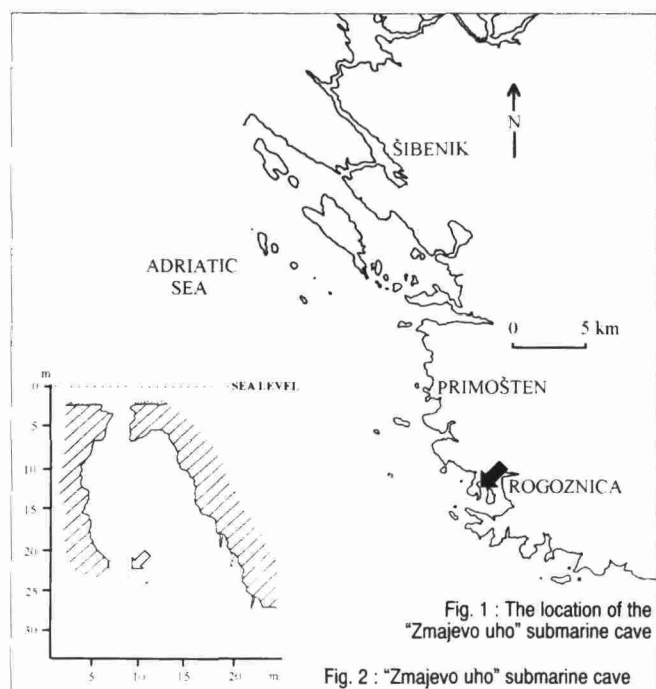 N
ŠIBENIK
ADRIATIC
SEA
0 5 km
PRIMOŠTEN
ROGOZNICA
m
0
SEA LEVEL
5
10
15
20
25
30
5 10 15 20 m
Fig. 1 : The location of the
"Zmajevo uho" submarine cave
Fig. 2 : "Zmajevo uho" submarine cave